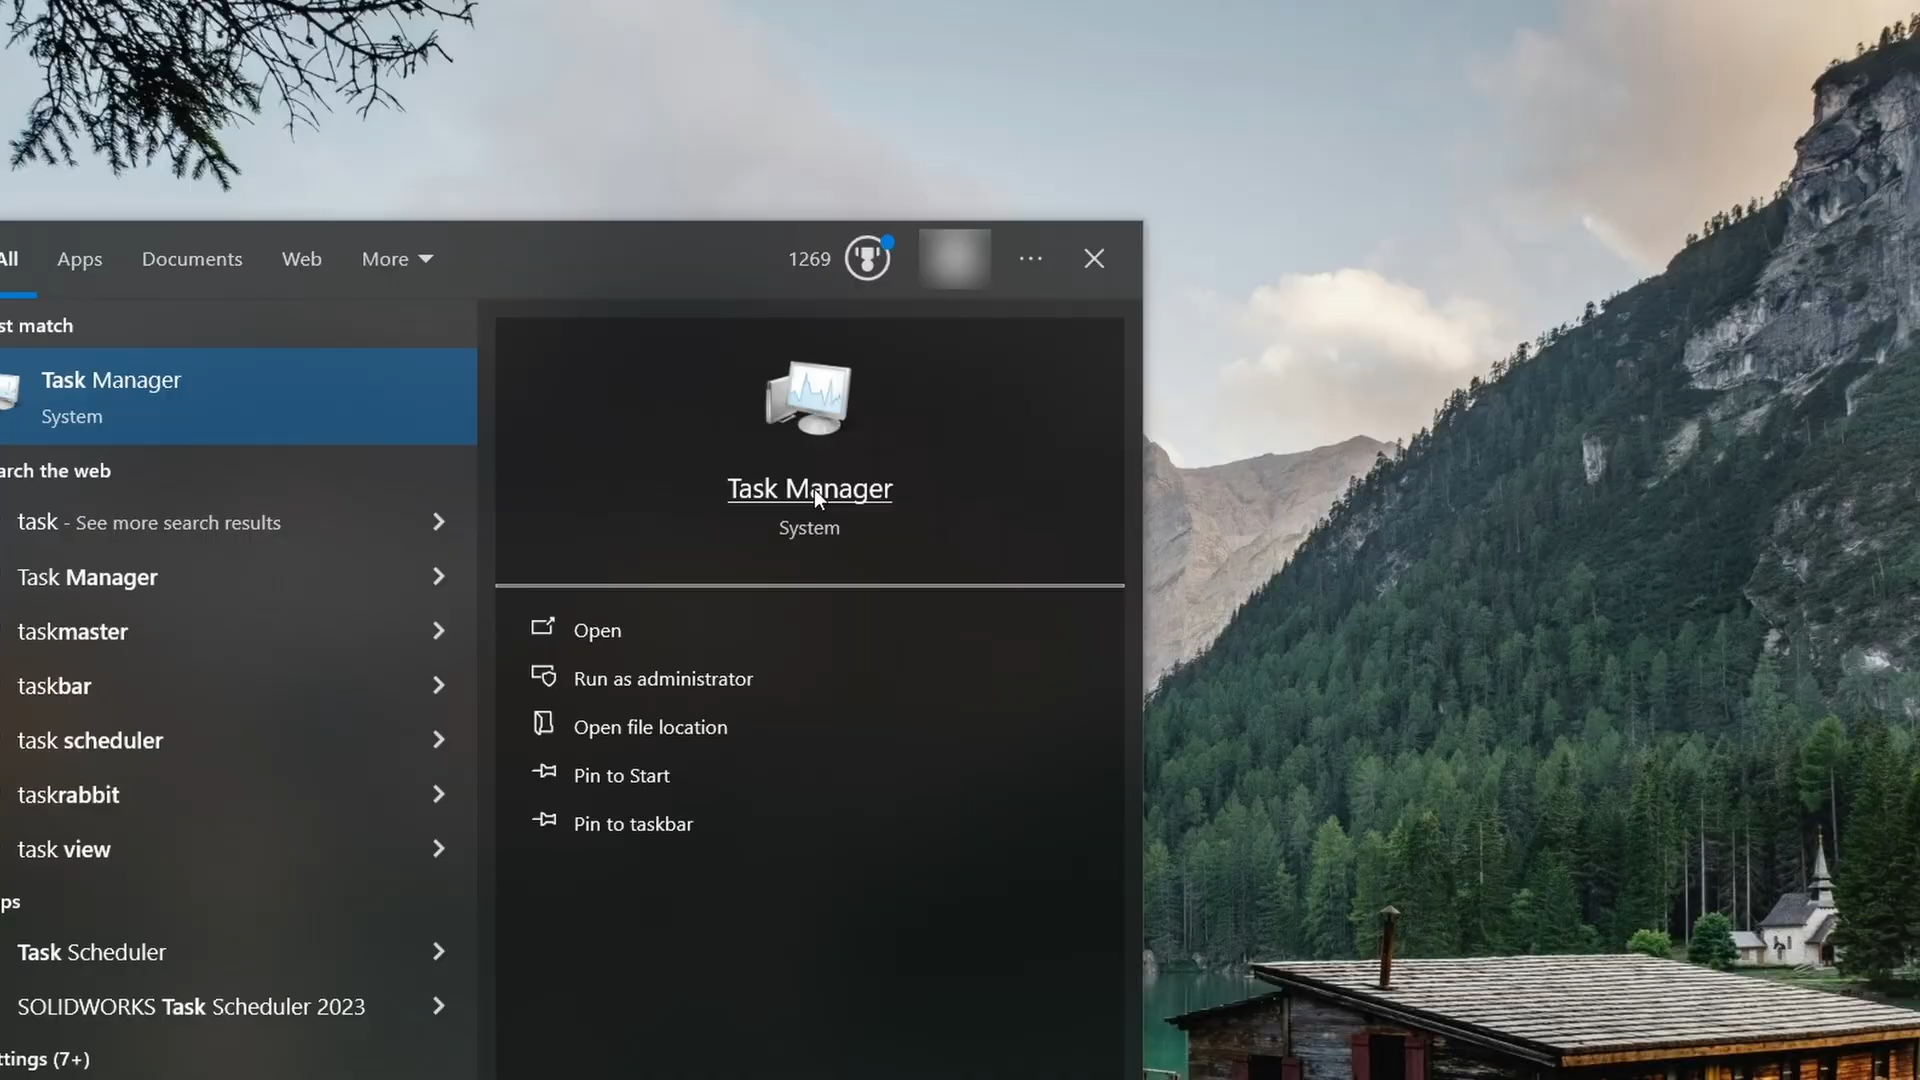 All Apps Documents Web More 1269
st match
Task Manager
System
arch the web
task - See more search results
Task Manager
taskmaster
taskbar
task scheduler
taskrabbit
task view
ps
Task Scheduler
SOLIDWORKS Task Scheduler 2023
ttings (7+)
Task Manager
System
Open
Run as administrator
Open file location
Pin to Start
Pin to taskbar